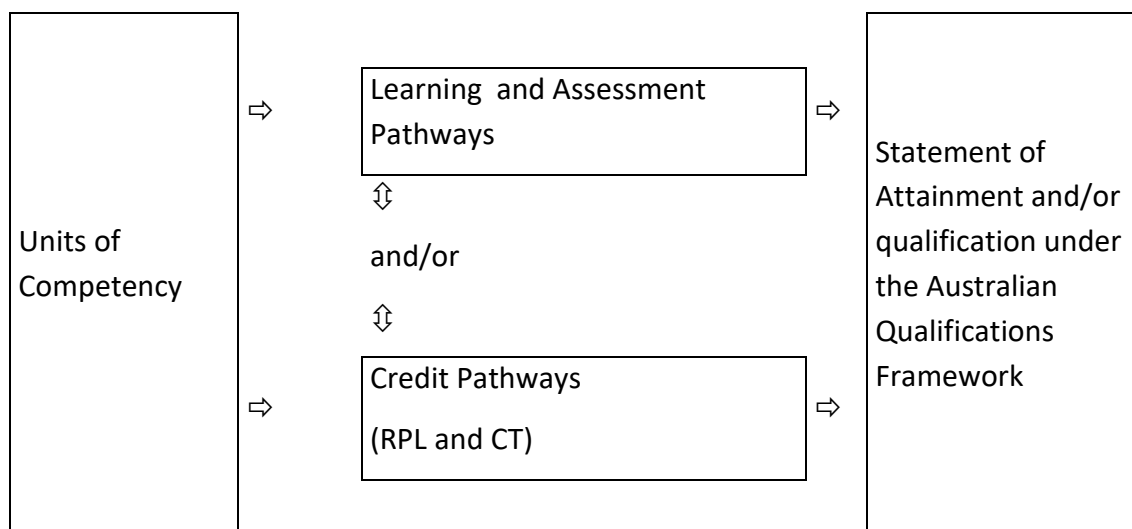 Units of
Competency
⇨
Learning and Assessment
Pathways
⇨
⇕
and/or
⇕
⇨
Credit Pathways
(RPL and CT)
⇨
Statement of
Attainment and/or
qualification under
the Australian
Qualifications
Framework